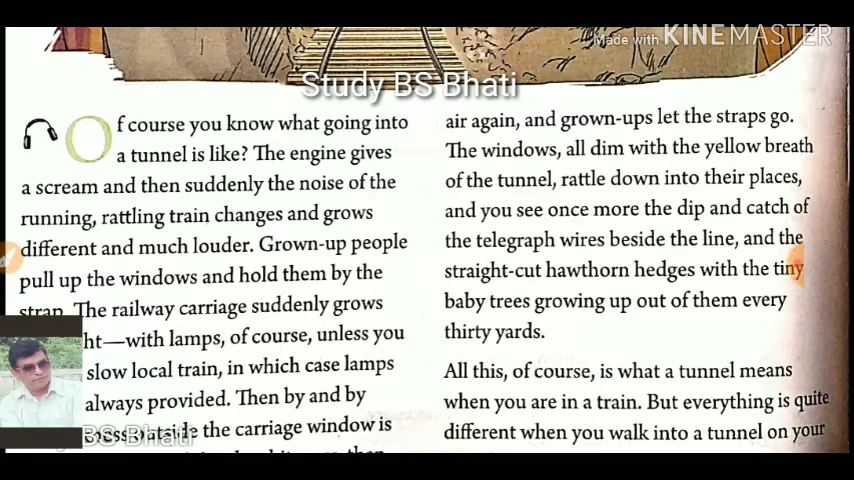 Made with KINEMASTER
Study BS Bhati
Of course you know what going into
a tunnel is like? The engine gives
a scream and then suddenly the noise of the
running, rattling train changes and grows
different and much louder. Grown-up people
pull up the windows and hold them by the
strap. The railway carriage suddenly grows
ht—with lamps, of course, unless you
slow local train, in which case lamps
always provided. Then by and by
outside the carriage window is
air again, and grown-ups let the straps go.
The windows, all dim with the yellow breath
of the tunnel, rattle down into their places,
and you see once more the dip and catch of
the telegraph wires beside the line, and the
straight-cut hawthorn hedges with the tiny
baby trees growing up out of them every
thirty yards.
All this, of course, is what a tunnel means
when you are in a train. But everything is quite
different when you walk into a tunnel on your
BS Bhati